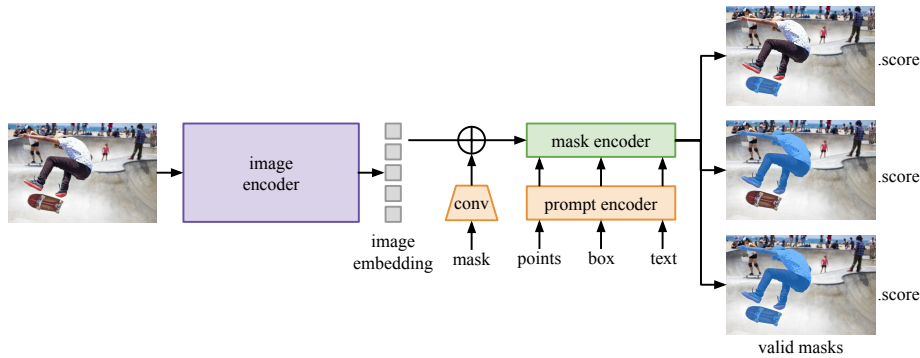 .score
image
encoder
mask encoder
.score
conv
prompt encoder
image
embedding
mask
points
box
text
.score
valid masks